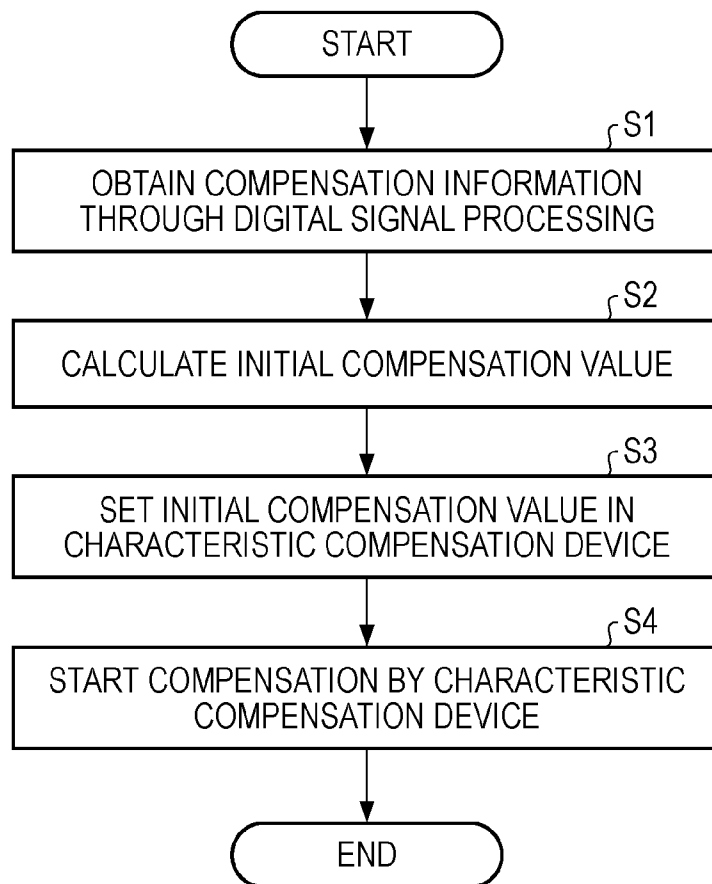 START
S1
OBTAIN COMPENSATION INFORMATION
THROUGH DIGITAL SIGNAL PROCESSING
S2
CALCULATE INITIAL COMPENSATION VALUE
S3
SET INITIAL COMPENSATION VALUE IN
CHARACTERISTIC COMPENSATION DEVICE
S4
START COMPENSATION BY CHARACTERISTIC
COMPENSATION DEVICE
END